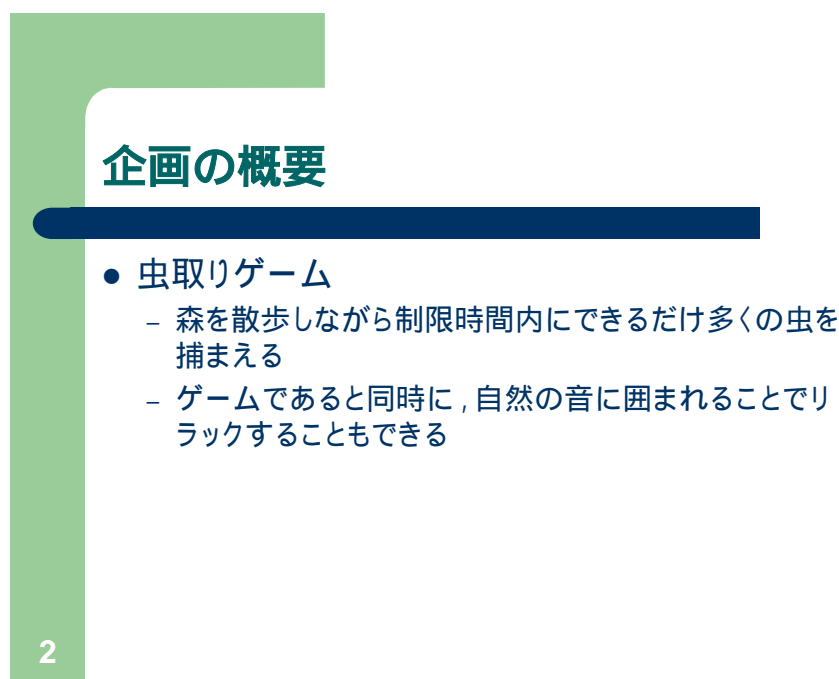 企画の概要
● 虫取りゲーム
– 森を散歩しながら制限時間内にできるだけ多くの虫を
捕まえる
– ゲームであると同時に , 自然の音に囲まれることでリ
ラックすることもできる
2